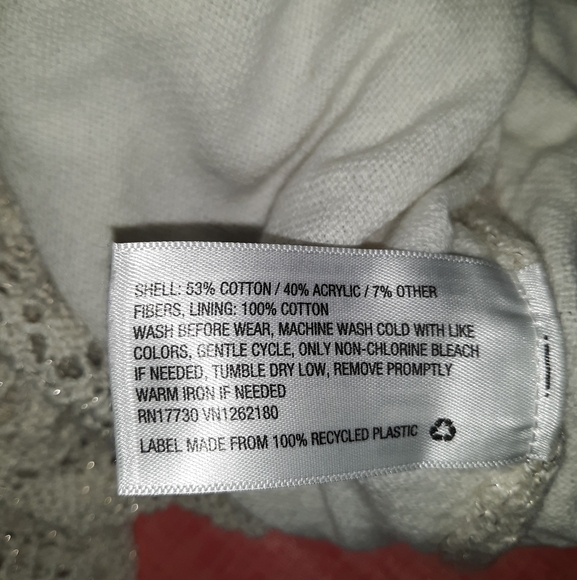 SHELL: 53% COTTON / 40% ACRYLIC / 7% OTHER
FIBERS, LINING: 100% COTTON
WASH BEFORE WEAR, MACHINE WASH COLD WITH LIKE
COLORS, GENTLE CYCLE, ONLY NON-CHLORINE BLEACH
IF NEEDED, TUMBLE DRY LOW, REMOVE PROMPTLY
WARM IRON IF NEEDED
RN17730 VN1262180
LABEL MADE FROM 100% RECYCLED PLASTIC